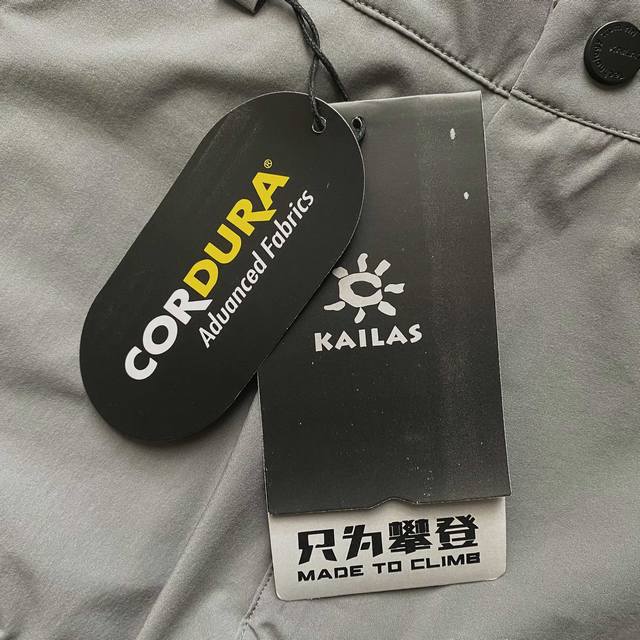 CORDURA®
Advanced Fabrics
KAILAS
只为攀登
MADE TO CLIMB